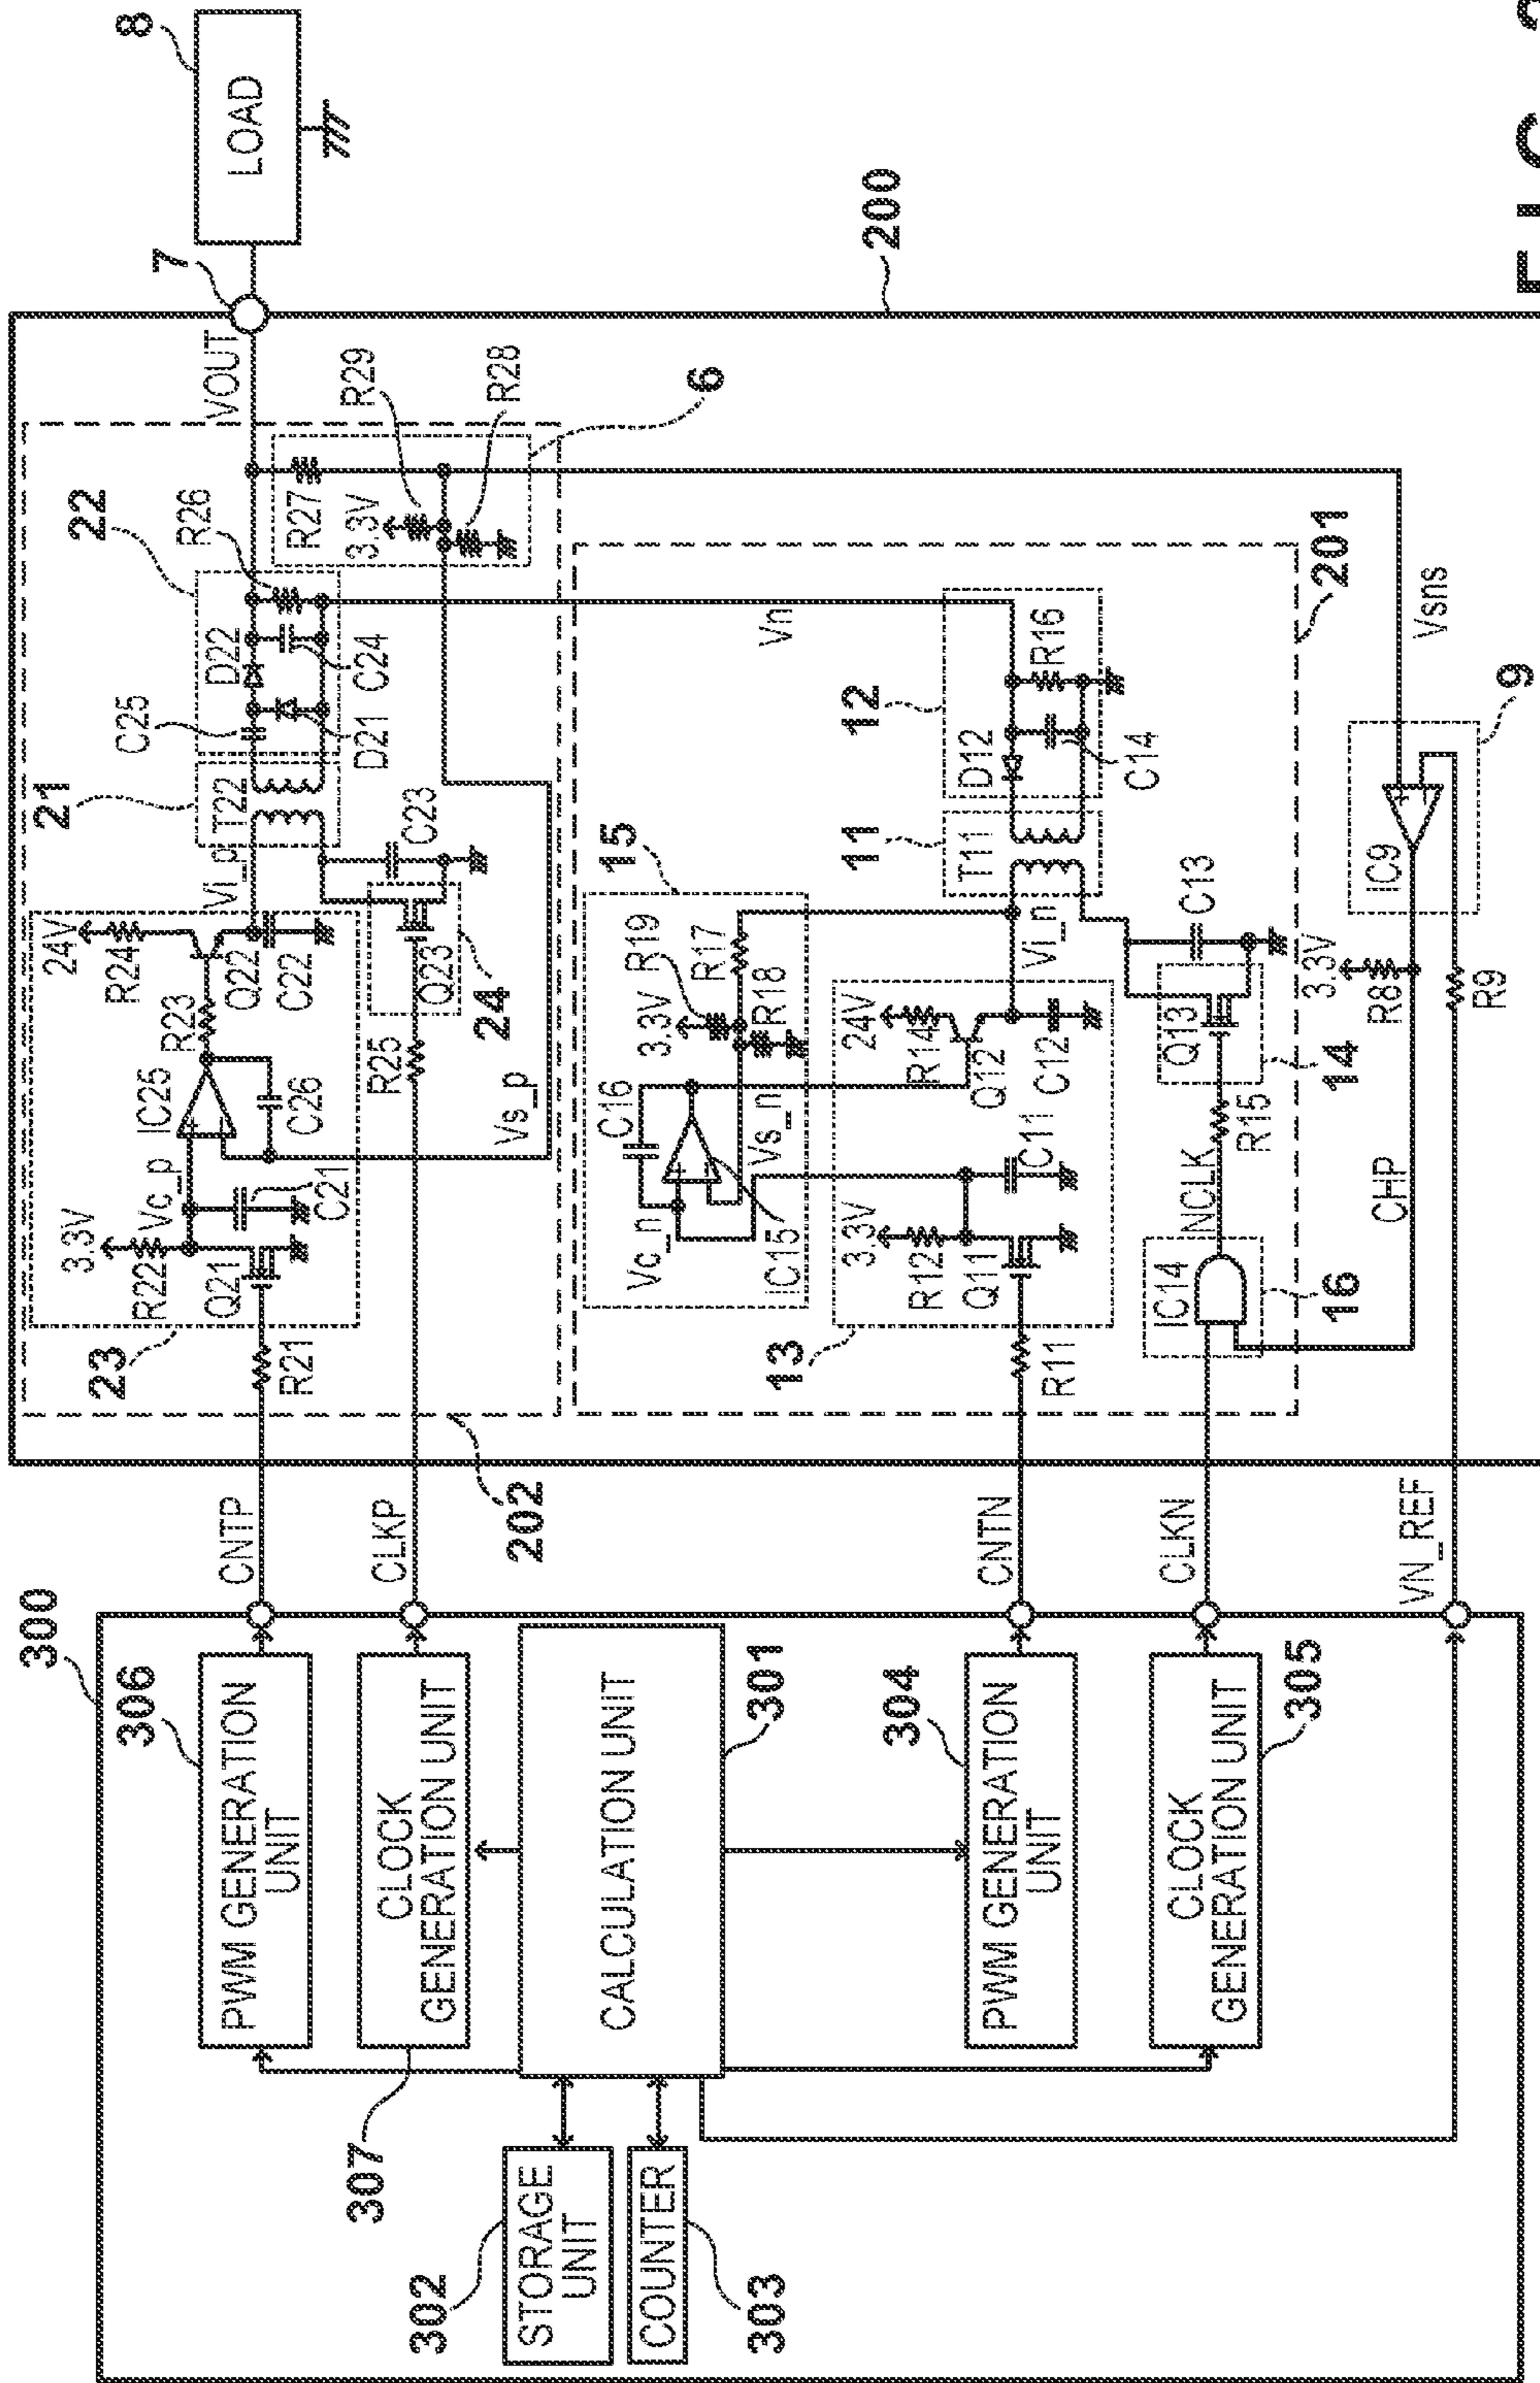 300
306
PWM GENERATION
UNIT
CNTP
307
CLOCK
GENERATION UNIT
CLKP
302
STORAGE
UNIT
303
COUNTER
CALCULATION UNIT
301
304
PWM GENERATION
UNIT
CNTN
305
CLOCK
GENERATION UNIT
CLKN
VN_REF
202
23
R21
3.3V
R22
Q21
Vc_p
C21
IC25
C26
R23
24V
R24
Q22
C22
Vi_p
R25
Q23
24
C23
Vs_p
21
T22
C25
22
D22
D21
C24
R26
R27
3.3V
R29
R28
6
VOUT
7
8
LOAD
200
15
Vc_n
C16
IC15
Vs_n
3.3V
R19
R18
R17
13
R11
3.3V
R12
Q11
C11
24V
R14
Q12
C12
Vi_n
11
T11
12
D12
C14
R16
Vn
201
IC14
16
NCLK
R15
Q13
14
C13
CHP
3.3V
R8
R9
IC9
9
Vsns